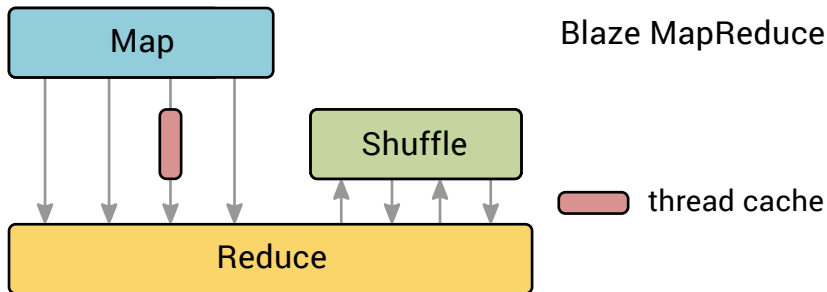 Map
Blaze MapReduce
Shuffle
thread cache
Reduce